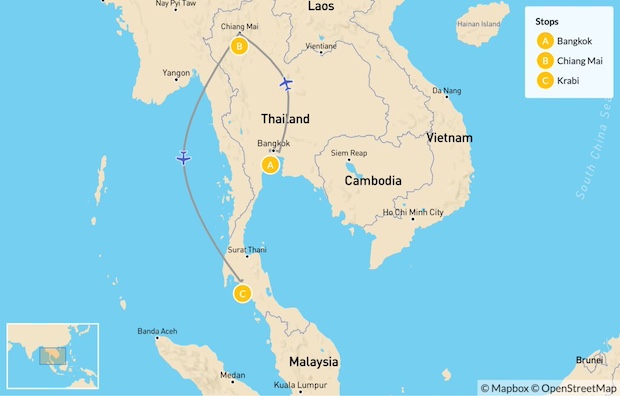 Nay Pyi Taw
Laos
Hainan Island
Stops
A Bangkok
B Chiang Mai
C Krabi
Chiang Mai
B
Vientiane
Yangon
Da Nang
Thailand
Vietnam
Bangkok
A
Siem Reap
Cambodia
South China Sea
Ho Chi Minh City
Surat Thani
C
Banda Aceh
Malaysia
Brunei
Medan
Kuala Lumpur
© Mapbox © OpenStreetMap